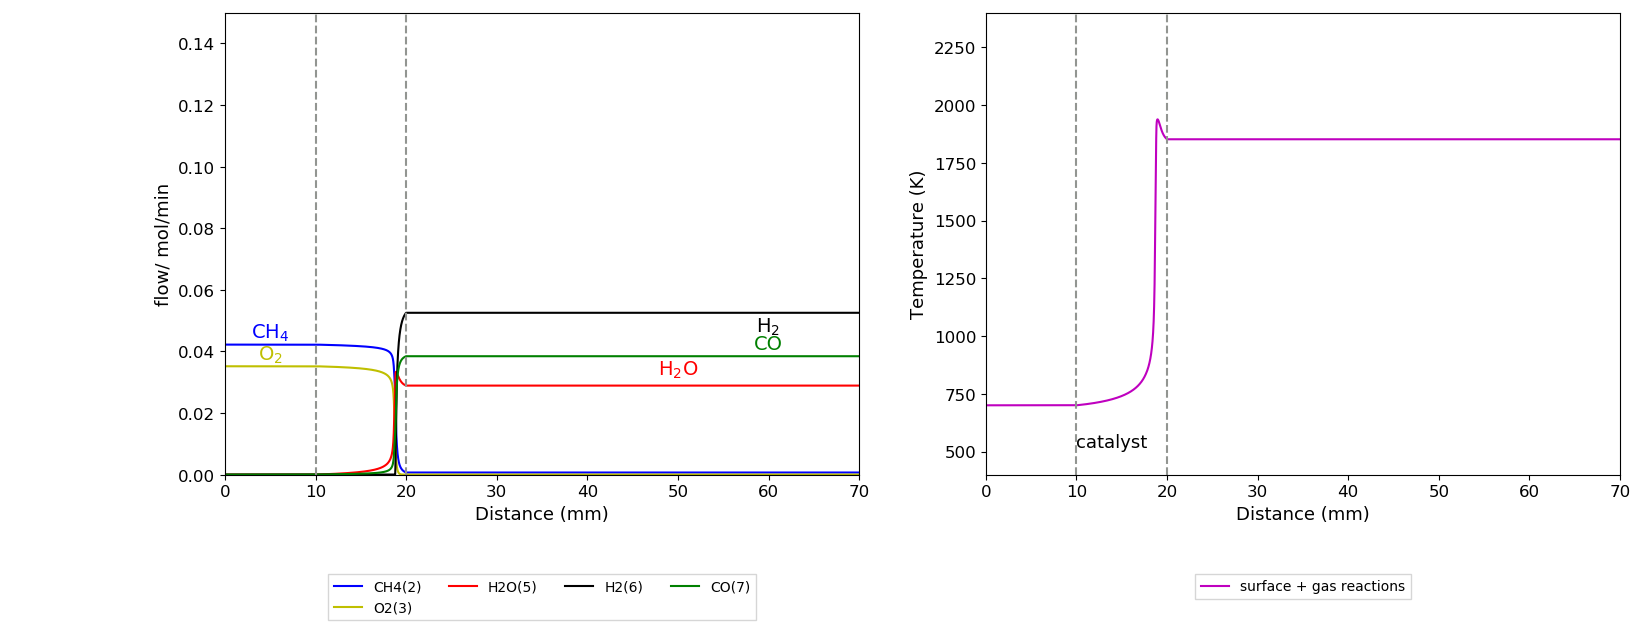 0.14
0.12
0.10
0.08
0.06
0.04
0.02
0.00
flow/ mol/min
CH₄
O₂
H₂
CO
H₂O
0 10 20 30 40 50 60 70
Distance (mm)
CH4(2) H2O(5) H2(6) CO(7)
O2(3)
2250
2000
1750
1500
1250
1000
750
500
Temperature (K)
catalyst
0 10 20 30 40 50 60 70
Distance (mm)
surface + gas reactions